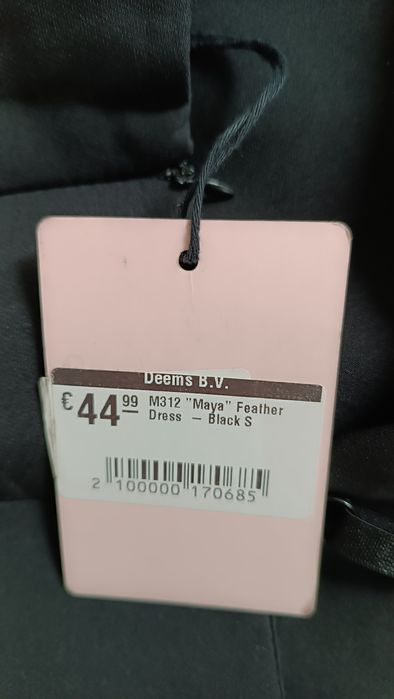 Deems B.V.
€ 44 99 M312 "Maya" Feather
Dress – Black S
2 100000 170685